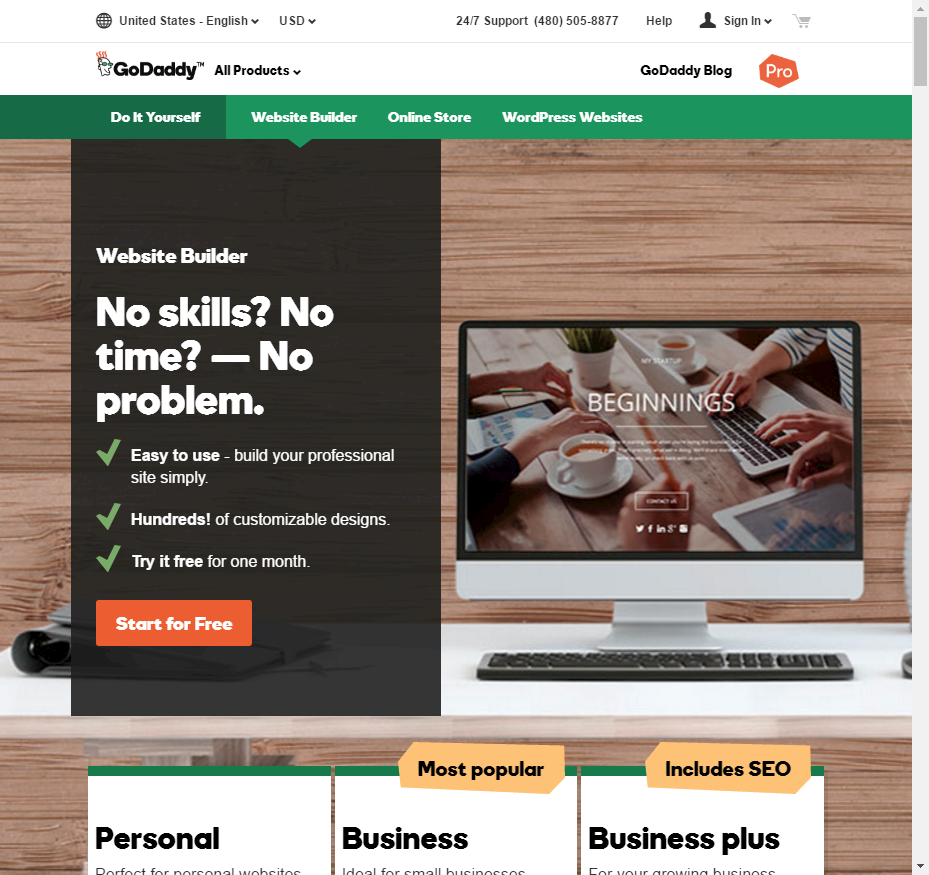 United States - English USD 24/7 Support (480) 505-8877 Help Sign In
GoDaddy™ All Products GoDaddy Blog Pro
Do It Yourself Website Builder Online Store WordPress Websites
Website Builder
No skills? No
time? — No
problem.
Easy to use - build your professional
site simply.
Hundreds! of customizable designs.
Try it free for one month.
Start for Free
MY STARTUP
BEGINNINGS
CONTACT US
Most popular Includes SEO
Personal Business Business plus
Perfect for personal websites Ideal for small businesses For your growing business